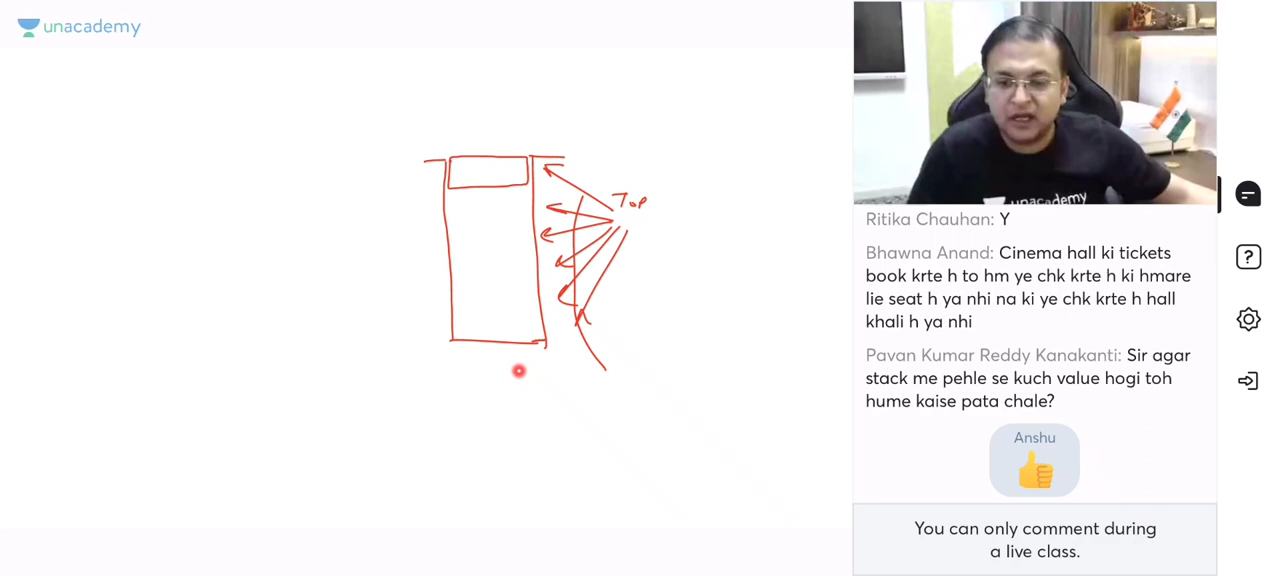 unacademy
Top
unacademy
Ritika Chauhan: Y
Bhawna Anand: Cinema hall ki tickets
book krte h to hm ye chk krte h ki hmare
lie seat h ya nhi na ki ye chk krte h hall
khali h ya nhi
Pavan Kumar Reddy Kanakanti: Sir agar
stack me pehle se kuch value hogi toh
hume kaise pata chale?
Anshu
You can only comment during
a live class.
?